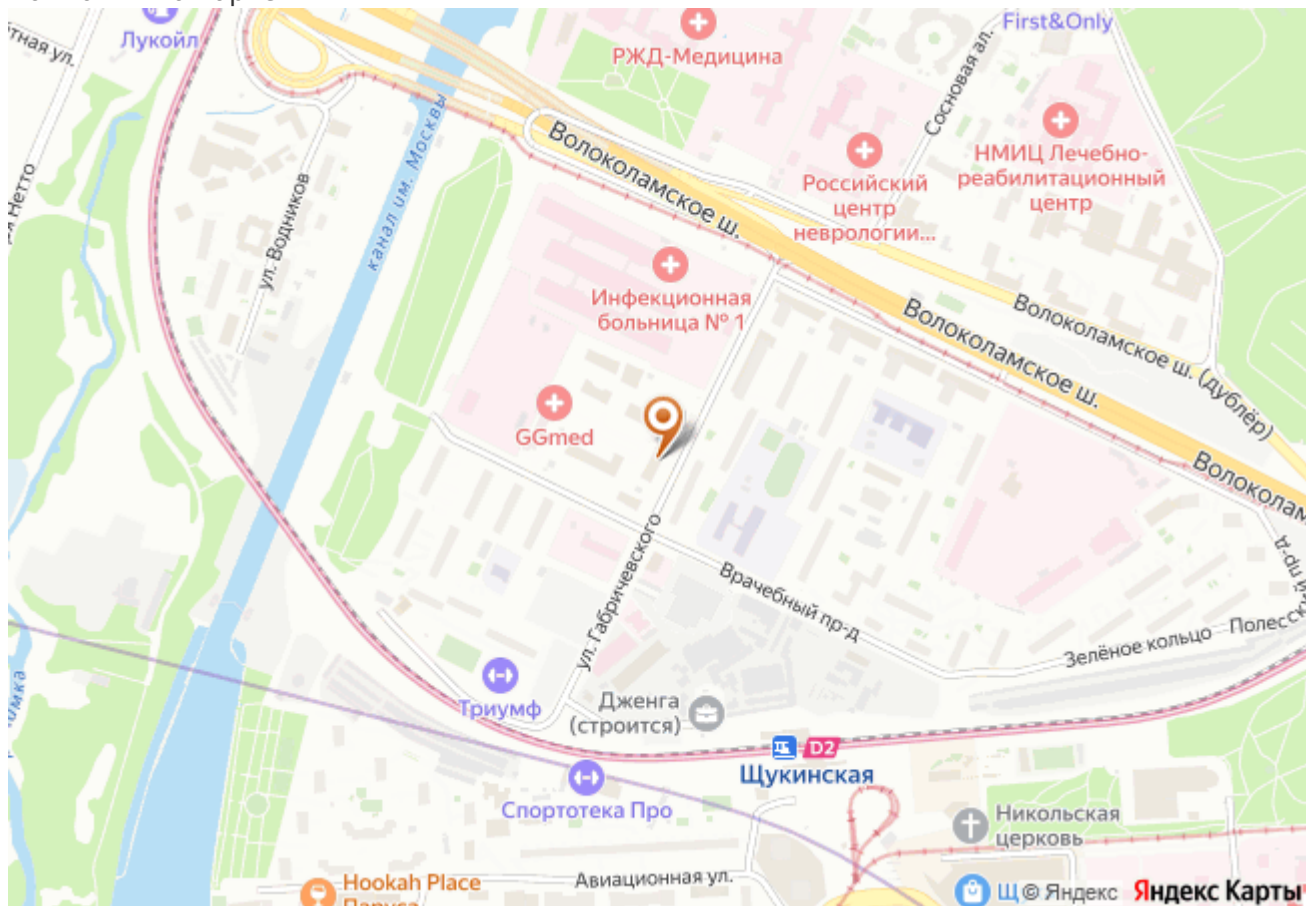 Лукойл
First&Only
РЖД-Медицина
Сосновая ал.
НМИЦ Лечебно-
реабилитационный
центр
Российский
центр
неврологии...
Волоколамское ш.
канал им. Москвы
ул. Водников
Нетто
Инфекционная
больница № 1
Волоколамское ш.
Волоколамское ш. (дублёр)
GGmed
ул. Габричевского
Врачебный пр-д
Зелёное кольцо
Триумф
Дженга
(строится)
D2
Щукинская
Спортотека Про
Никольская
церковь
Hookah Place
Авиационная ул.
Щ © Яндекс Яндекс Карты